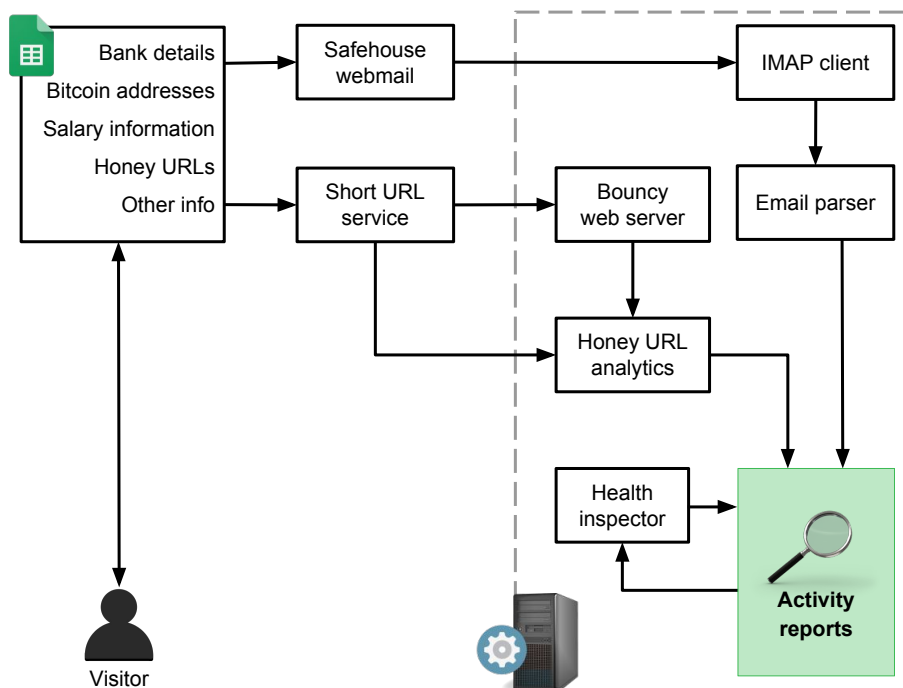 Bank details
Bitcoin addresses
Salary information
Honey URLs
Other info
Safehouse
webmail
IMAP client
Short URL
service
Bouncy
web server
Email parser
Honey URL
analytics
Health
inspector
Activity
reports
Visitor